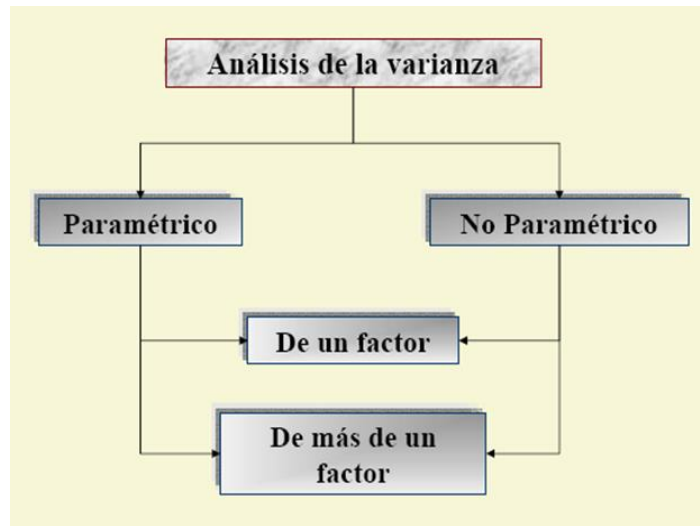 Análisis de la varianza
Paramétrico
No Paramétrico
De un factor
De más de un
factor